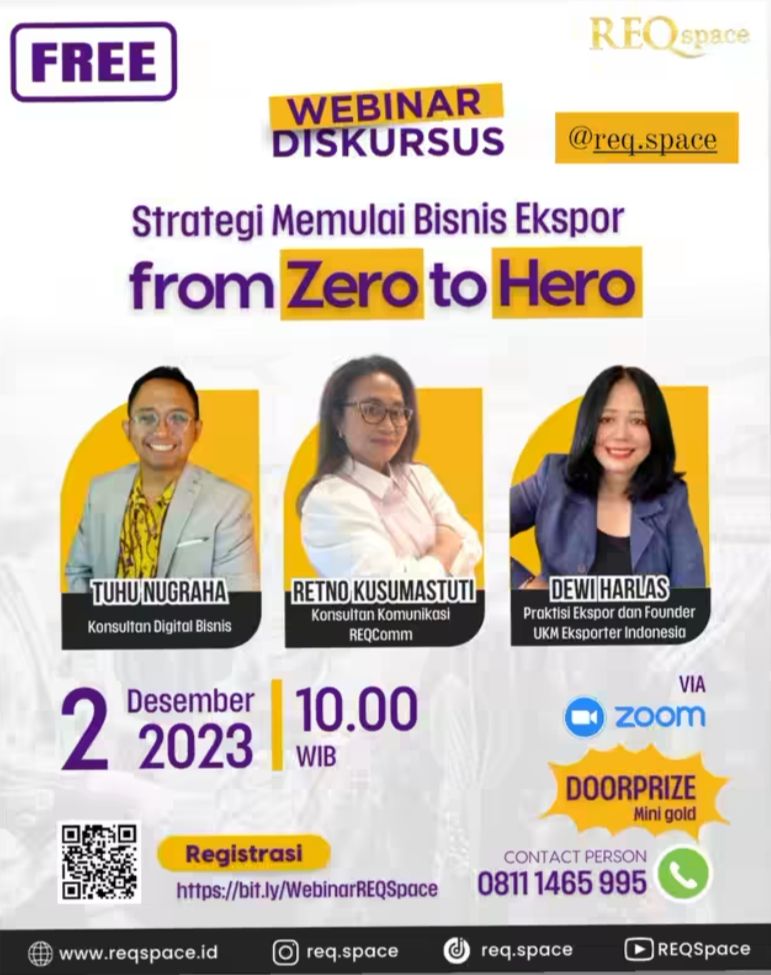 FREE
REQspace
WEBINAR
DISKURSUS
@req.space
Strategi Memulai Bisnis Ekspor
from Zero to Hero
TUHU NUGRAHA
Konsultan Digital Bisnis
RETNO KUSUMASTUTI
Konsultan Komunikasi
REQComm
DEWI HARLAS
Praktisi Ekspor dan Founder
UKM Eksporter Indonesia
2 Desember
2023
10.00
WIB
VIA
zoom
DOORPRIZE
Mini gold
Registrasi
https://bit.ly/WebinarREQSpace
CONTACT PERSON
0811 1465 995
www.reqspace.id
req.space
req.space
REQSpace